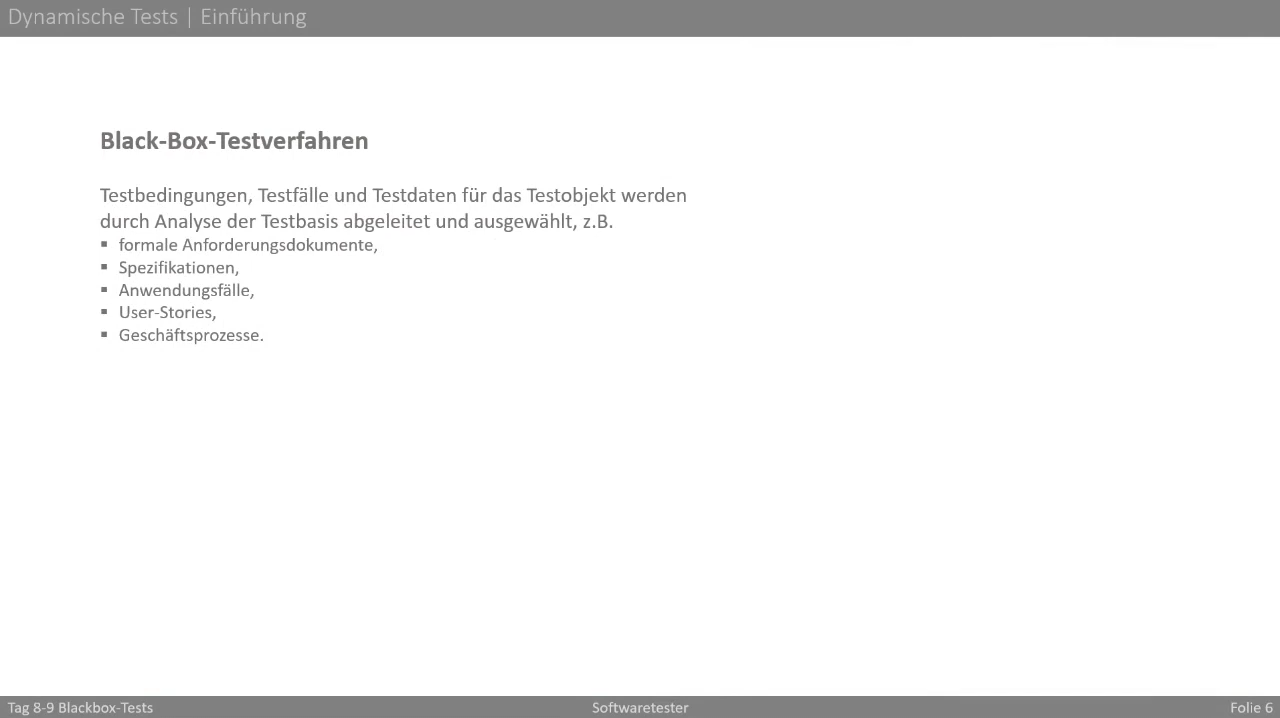 Dynamische Tests | Einführung
Black-Box-Testverfahren
Testbedingungen, Testfälle und Testdaten für das Testobjekt werden
durch Analyse der Testbasis abgeleitet und ausgewählt, z.B.
▪ formale Anforderungsdokumente,
▪ Spezifikationen,
▪ Anwendungsfälle,
▪ User-Stories,
▪ Geschäftsprozesse.
Tag 8-9 Blackbox-Tests
Softwaretester
Folie 6